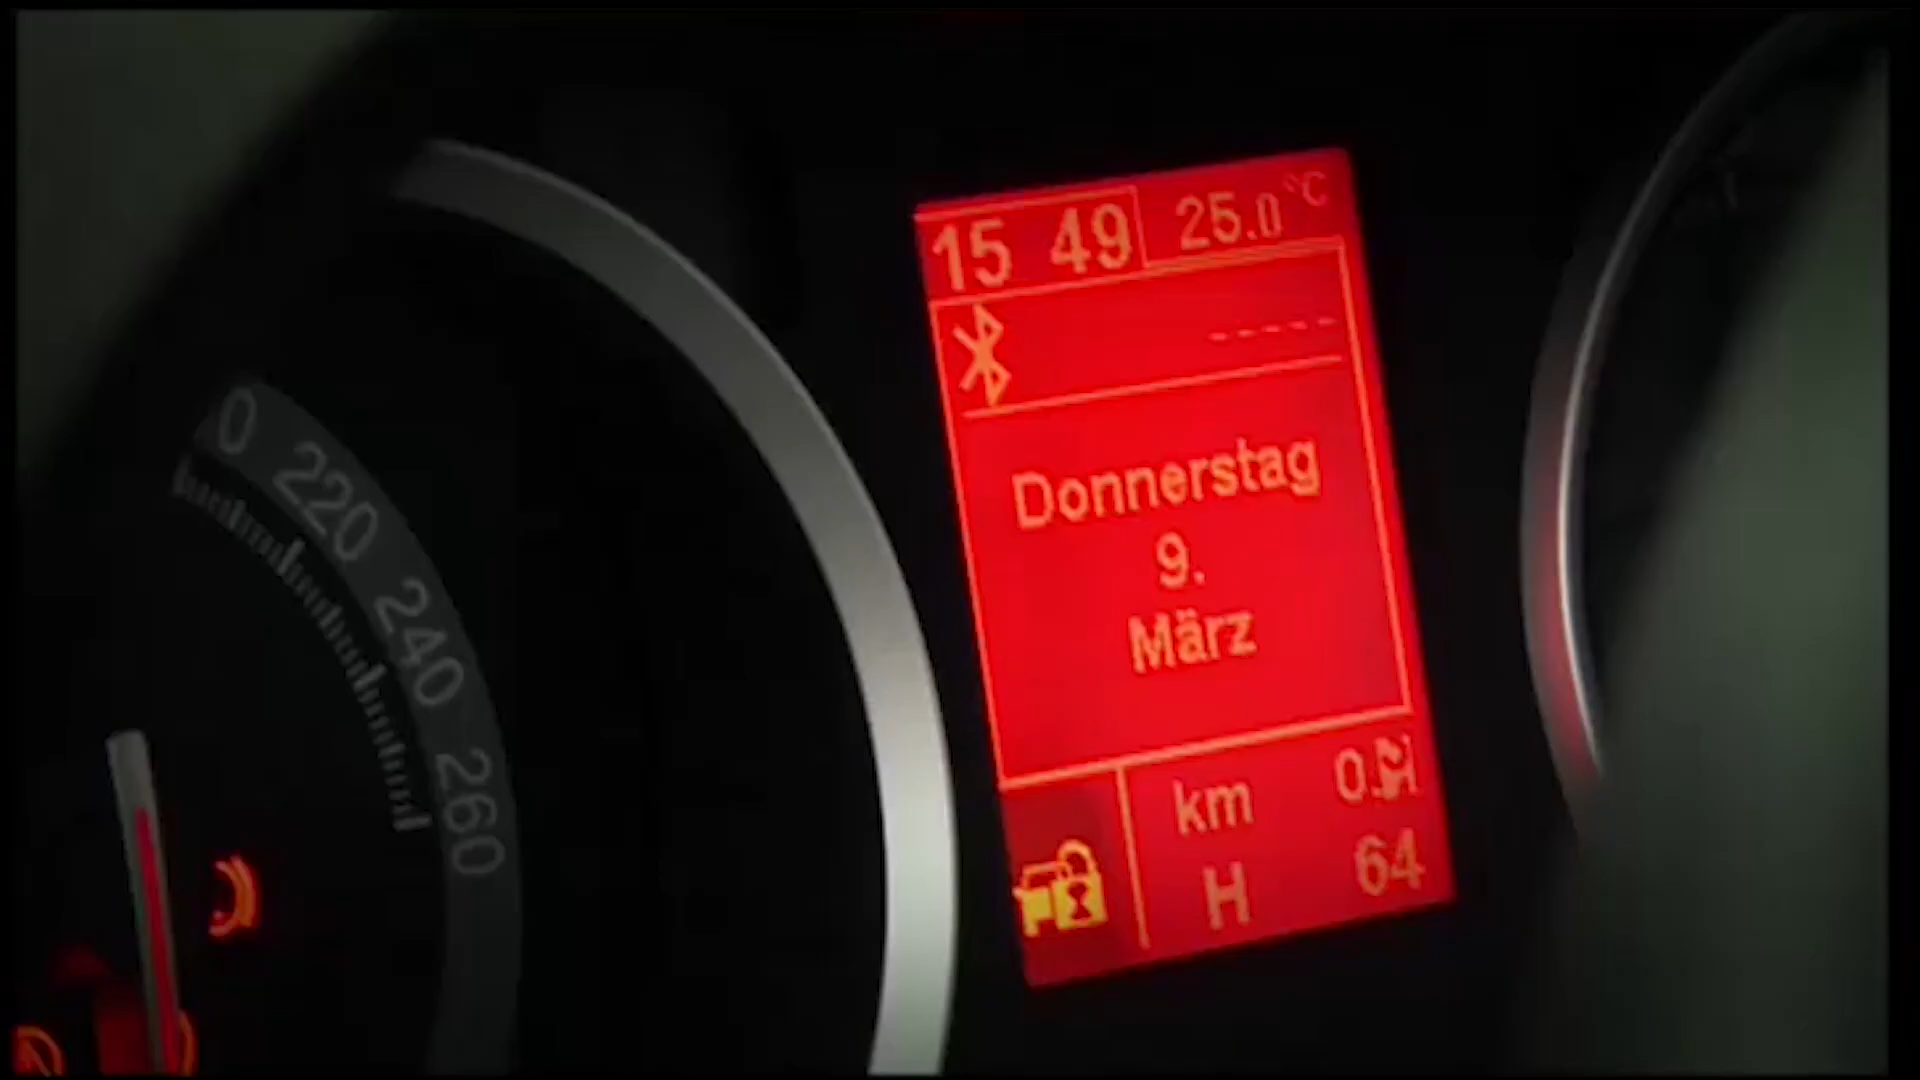 15 49 25.0°C
-----
Donnerstag
9.
März
km
H 64
220
240
260